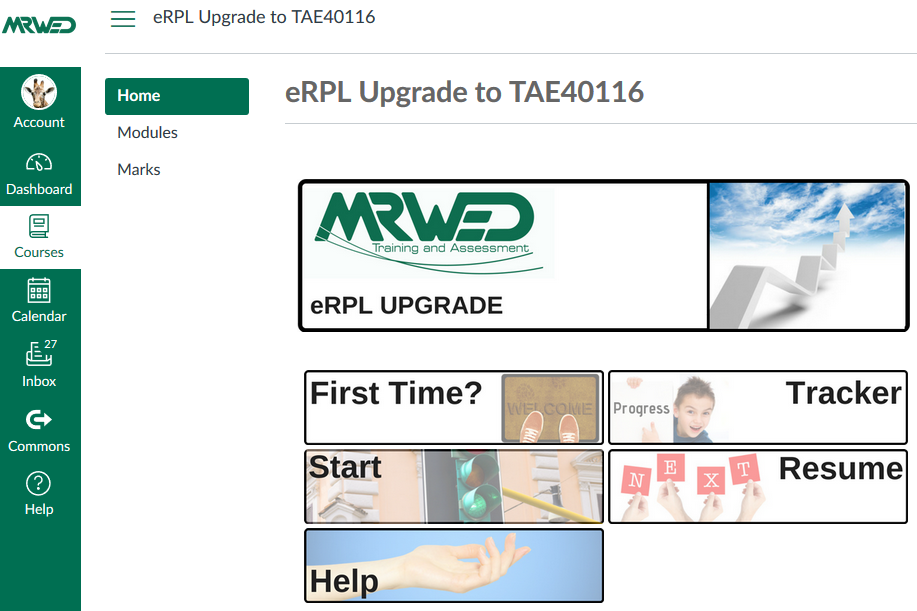 MRWED
eRPL Upgrade to TAE40116
Account
Dashboard
Courses
Calendar
27
Inbox
Commons
?
Help
Home
Modules
Marks
eRPL Upgrade to TAE40116
MRWED
Training and Assessment
eRPL UPGRADE
First Time?
WELCOME
Progress
Tracker
Start
NEXT
Resume
Help